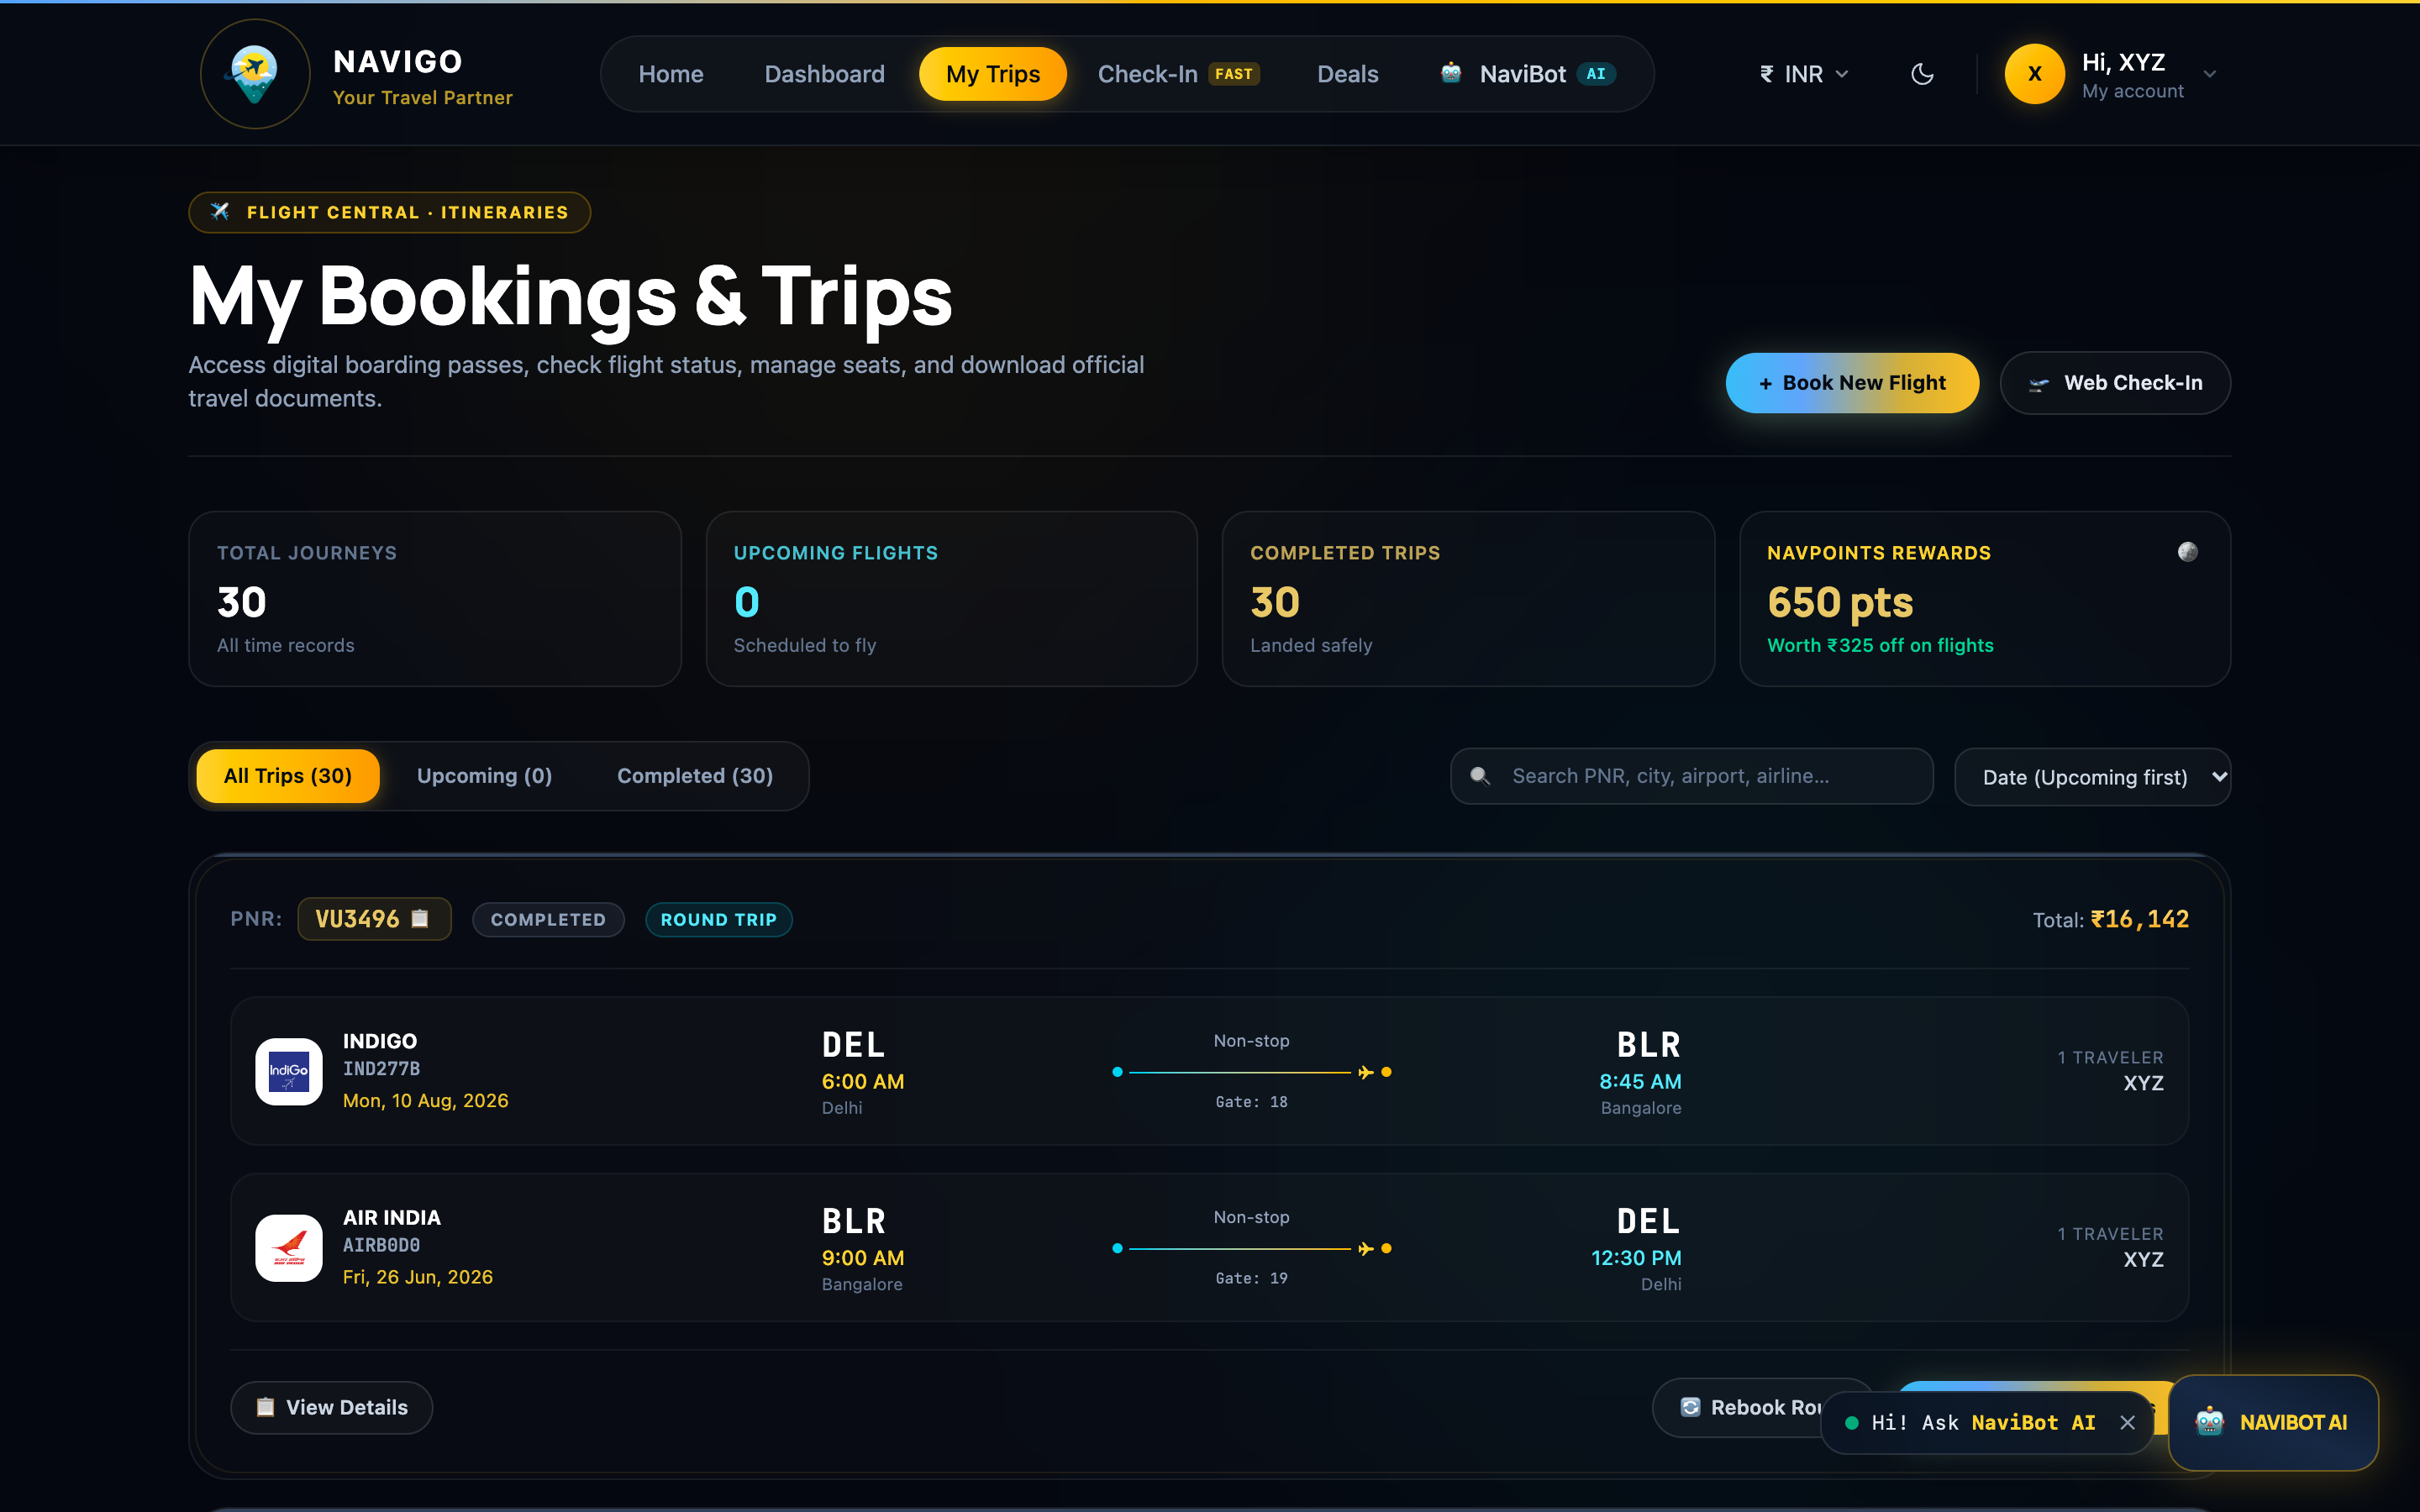 NAVIGO
Your Travel Partner
Home
Dashboard
My Trips
Check-In FAST
Deals
NaviBot AI
₹ INR
X
Hi, XYZ
My account
FLIGHT CENTRAL · ITINERARIES
My Bookings & Trips
Access digital boarding passes, check flight status, manage seats, and download official
travel documents.
+ Book New Flight
Web Check-In
TOTAL JOURNEYS
30
All time records
UPCOMING FLIGHTS
0
Scheduled to fly
COMPLETED TRIPS
30
Landed safely
NAVPOINTS REWARDS
650 pts
Worth ₹325 off on flights
All Trips (30)
Upcoming (0)
Completed (30)
Search PNR, city, airport, airline...
Date (Upcoming first)
PNR: VU3496
COMPLETED
ROUND TRIP
Total: ₹16,142
IndiGo
INDIGO
IND277B
Mon, 10 Aug, 2026
DEL
6:00 AM
Delhi
Non-stop
Gate: 18
BLR
8:45 AM
Bangalore
1 TRAVELER
XYZ
AIR INDIA
AIRB0D0
Fri, 26 Jun, 2026
BLR
9:00 AM
Bangalore
Non-stop
Gate: 19
DEL
12:30 PM
Delhi
1 TRAVELER
XYZ
View Details
Rebook Rou
Hi! Ask NaviBot AI
NAVIBOT AI